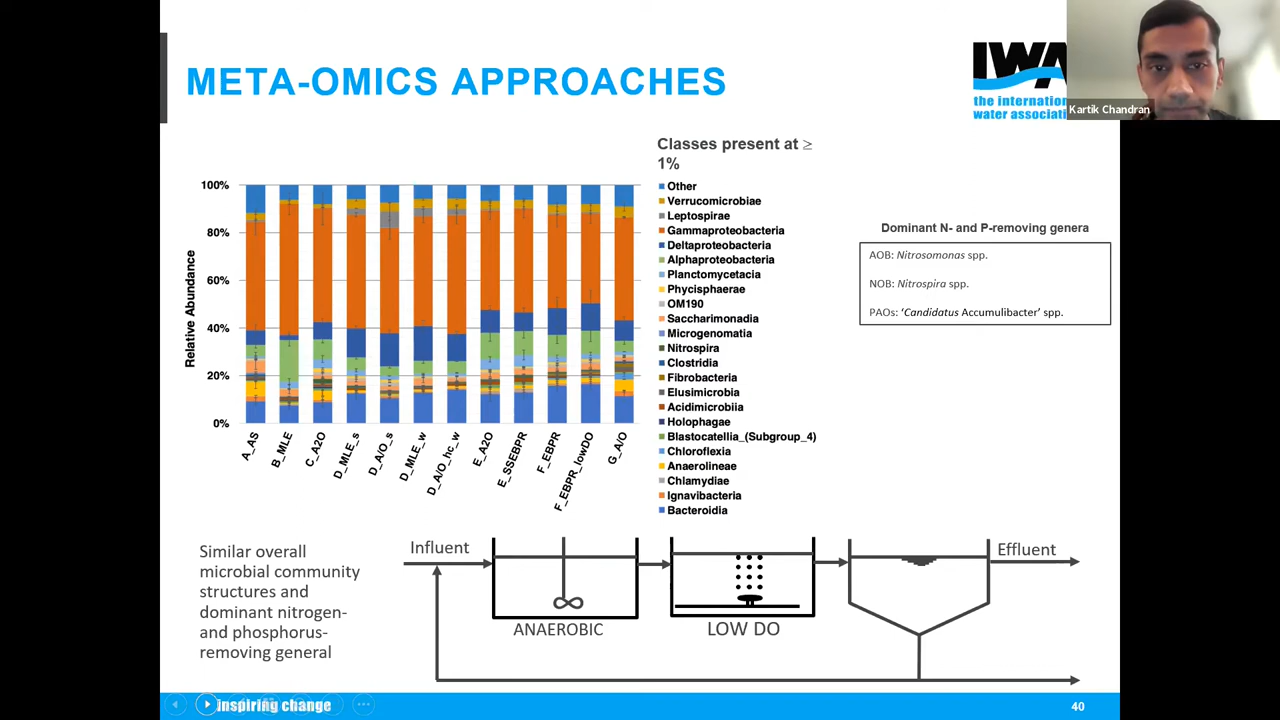 META-OMICS APPROACHES
IWA
the internation
water associati
Kartik Chandran
Classes present at ≥
1%
Relative Abundance
100%
80%
60%
40%
20%
0%
A_AS
B_MLE
C_A2O
D_MLE_s
D_A/O_s
D_MLE_w
D_A/O_hc_w
E_A2O
E_SSEBPR
F_EBPR
F_EBPR_lowDO
G_A/O
Other
Verrucomicrobiae
Leptospirae
Gammaproteobacteria
Deltaproteobacteria
Alphaproteobacteria
Planctomycetacia
Phycisphaerae
OM190
Saccharimonadia
Microgenomatia
Nitrospira
Clostridia
Fibrobacteria
Elusimicrobia
Acidimicrobiia
Holophagae
Blastocatellia_(Subgroup_4)
Chloroflexia
Anaerolineae
Chlamydiae
Ignavibacteria
Bacteroidia
Dominant N- and P-removing genera
AOB: Nitrosomonas spp.
NOB: Nitrospira spp.
PAOs: ‘Candidatus Accumulibacter’ spp.
Similar overall
microbial community
structures and
dominant nitrogen-
and phosphorus-
removing general
Influent
ANAEROBIC
LOW DO
Effluent
inspiring change
40